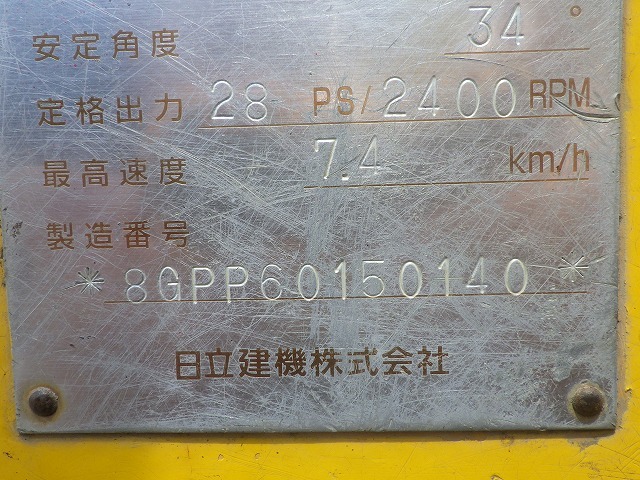 安定角度 34 °
定格出力 28 PS/2400 RPM
最高速度 7.4 km/h
製造番号
*8GPP60150140*
日立建機株式会社